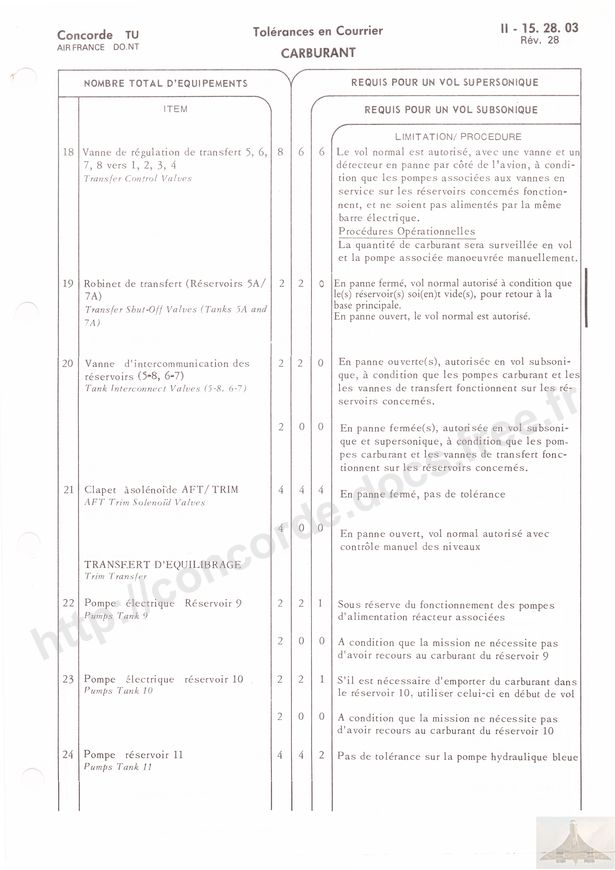 Concorde TU
AIR FRANCE DO.NT
Tolérances en Courrier
CARBURANT
II - 15. 28. 03
Rév. 28
NOMBRE TOTAL D'EQUIPEMENTS
REQUIS POUR UN VOL SUPERSONIQUE
ITEM
REQUIS POUR UN VOL SUBSONIQUE
LIMITATION/ PROCEDURE
18 Vanne de régulation de transfert 5, 6, 8 6 6 Le vol normal est autorisé, avec une vanne et un
7, 8 vers 1, 2, 3, 4 détecteur en panne par côté de l'avion, à condi-
Transfer Control Valves tion que les pompes associées aux vannes en
service sur les réservoirs concernés fonction-
nent, et ne soient pas alimentés par la même
barre électrique.
Procédures Opérationnelles
La quantité de carburant sera surveillée en vol
et la pompe associée manoeuvrée manuellement.
19 Robinet de transfert (Réservoirs 5A/ 2 2 0 En panne fermé, vol normal autorisé à condition que
7A) le(s) réservoir(s) soi(en)t vide(s), pour retour à la
Transfer Shut-Off Valves (Tanks 5A and base principale.
7A) En panne ouvert, le vol normal est autorisé.
20 Vanne d'intercommunication des 2 2 0 En panne ouverte(s), autorisée en vol subsoni-
réservoirs (5-8, 6-7) que, à condition que les pompes carburant et les
Tank Interconnect Valves (5-8, 6-7) les vannes de transfert fonctionnent sur les ré-
servoirs concernés.
2 0 0 En panne fermée(s), autorisée en vol subsoni-
que et supersonique, à condition que les pom-
pes carburant et les vannes de transfert fonc-
tionnent sur les réservoirs concernés.
21 Clapet à solénoïde AFT/TRIM 4 4 4 En panne fermé, pas de tolérance
AFT Trim Solenoïd Valves
4 0 0 En panne ouvert, vol normal autorisé avec
contrôle manuel des niveaux
TRANSFERT D'EQUILIBRAGE
Trim Transfer
22 Pompe électrique Réservoir 9 2 2 1 Sous réserve du fonctionnement des pompes
Pumps Tank 9 d'alimentation réacteur associées
2 0 0 A condition que la mission ne nécessite pas
d'avoir recours au carburant du réservoir 9
23 Pompe électrique réservoir 10 2 2 1 S'il est nécessaire d'emporter du carburant dans
Pumps Tank 10 le réservoir 10, utiliser celui-ci en début de vol
2 0 0 A condition que la mission ne nécessite pas
d'avoir recours au carburant du réservoir 10
24 Pompe réservoir 11 4 4 2 Pas de tolérance sur la pompe hydraulique bleue
Pumps Tank 11
http://concorde.docs.free.fr